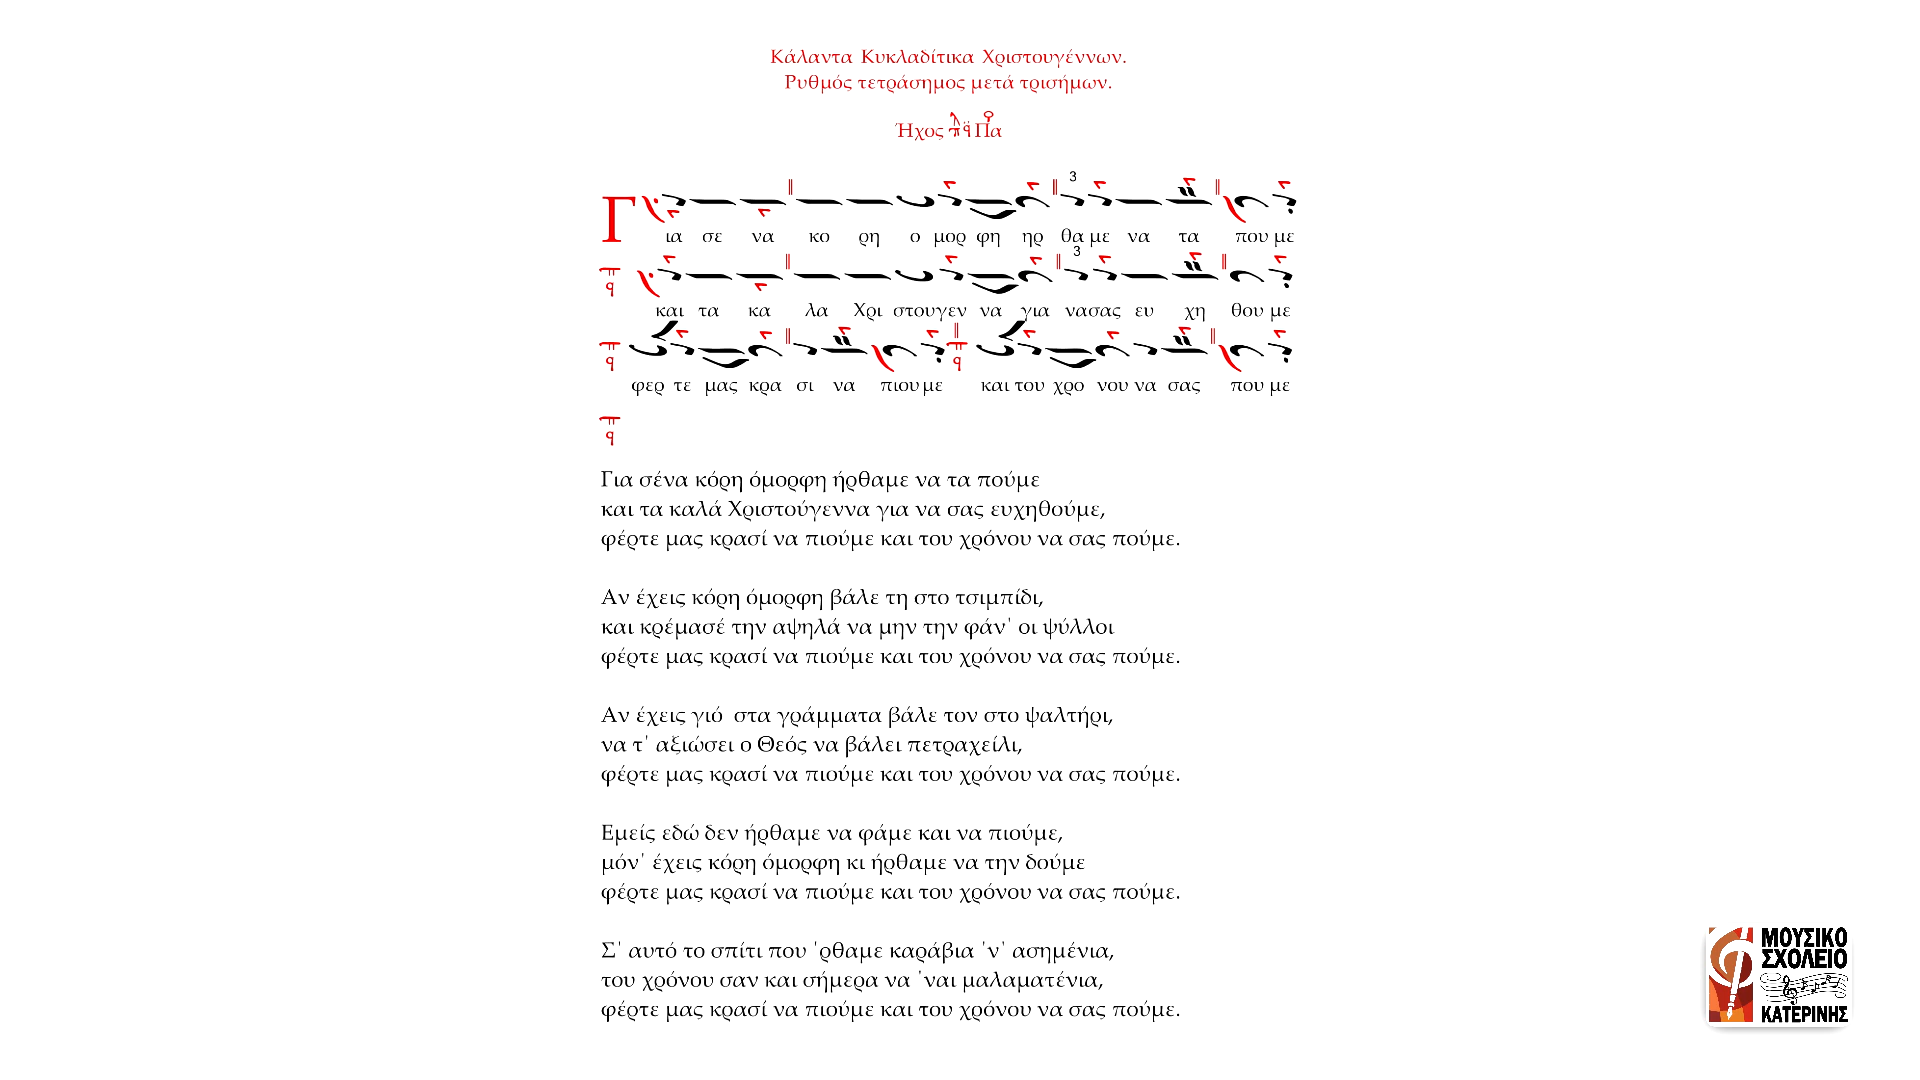 Κάλαντα Κυκλαδίτικα Χριστουγέννων.
Ρυθμός τετράσημος μετά τρισήμων.
Ήχος Πα
3
Γ ια σε να κο ρη ο μορ φη ηρ θα με να τα που με
3
και τα κα λα Χρι στουγεν να για νασας ευ χη θου με
φερ τε μας κρα σι να πιου με και του χρο νου να σας που με
Για σένα κόρη όμορφη ήρθαμε να τα πούμε
και τα καλά Χριστούγεννα για να σας ευχηθούμε,
φέρτε μας κρασί να πιούμε και του χρόνου να σας πούμε.
Αν έχεις κόρη όμορφη βάλε τη στο τσιμπίδι,
και κρέμασέ την αψηλά να μην την φάν' οι ψύλλοι
φέρτε μας κρασί να πιούμε και του χρόνου να σας πούμε.
Αν έχεις γιό στα γράμματα βάλε τον στο ψαλτήρι,
να τ' αξιώσει ο Θεός να βάλει πετραχείλι,
φέρτε μας κρασί να πιούμε και του χρόνου να σας πούμε.
Εμείς εδώ δεν ήρθαμε να φάμε και να πιούμε,
μόν' έχεις κόρη όμορφη κι ήρθαμε να την δούμε
φέρτε μας κρασί να πιούμε και του χρόνου να σας πούμε.
Σ' αυτό το σπίτι που 'ρθαμε καράβια 'ν' ασημένια,
του χρόνου σαν και σήμερα να 'ναι μαλαματένια,
φέρτε μας κρασί να πιούμε και του χρόνου να σας πούμε.
ΜΟΥΣΙΚΟ
ΣΧΟΛΕΙΟ
ΚΑΤΕΡΙΝΗΣ